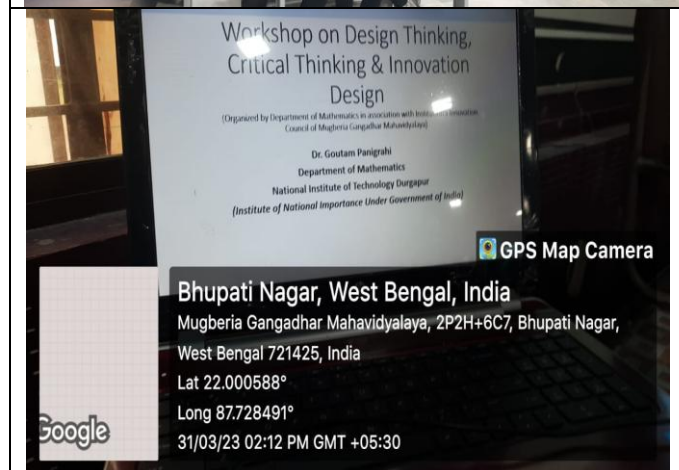 Workshop on Design Thinking,
Critical Thinking & Innovation
Design
(Organized by Department of Mathematics in association with Institution's Innovation
Council of Mugberia Gangadhar Mahavidyalaya)
Dr. Goutam Panigrahi
Department of Mathematics
National Institute of Technology Durgapur
(Institute of National Importance Under Government of India)
GPS Map Camera
Bhupati Nagar, West Bengal, India
Mugberia Gangadhar Mahavidyalaya, 2P2H+6C7, Bhupati Nagar,
West Bengal 721425, India
Lat 22.000588°
Long 87.728491°
31/03/23 02:12 PM GMT +05:30
Google